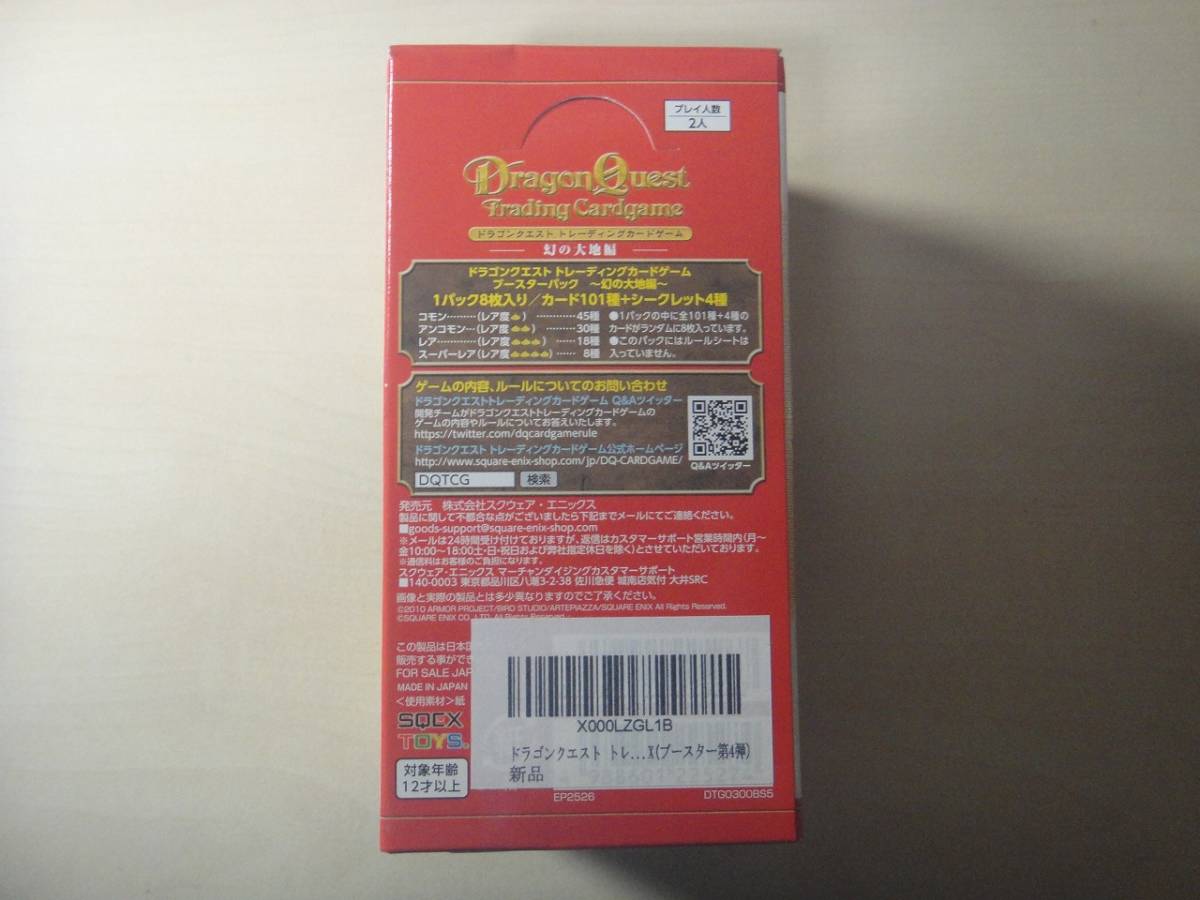 プレイ人数
2人
Dragon Quest
Trading Cardgame
ドラゴンクエスト トレーディングカードゲーム
幻の大地編
ドラゴンクエスト トレーディングカードゲーム
ブースターパック ～幻の大地編～
1パック8枚入り／カード101種+シークレット4種
コモン………(レア度 ) …………45種
アンコモン…(レア度 ) ………30種
レア…………(レア度 ) ……18種
スーパーレア(レア度 ) …… 8種
●1パックの中に全101種+4種の
カードがランダムに8枚入っています。
●このパックにはルールシートは
入っていません。
ゲームの内容、ルールについてのお問い合わせ
ドラゴンクエストトレーディングカードゲーム Q&Aツイッター
開発チームがドラゴンクエストトレーディングカードゲームの
ゲームの内容やルールについてお答えいたします。
https://twitter.com/dqcardgamerule
ドラゴンクエスト トレーディングカードゲーム公式ホームページ
http://www.square-enix-shop.com/jp/DQ-CARDGAME/
Q&Aツイッター
DQTCG 検索
発売元 株式会社スクウェア・エニックス
製品に関して不都合な点がございましたら下記までメールにてご連絡ください。
■goods-support@square-enix-shop.com
※メールは24時間受け付けておりますが、返信はカスタマーサポート営業時間内(月～
金10:00～18:00土・日・祝日および弊社指定休日を除く)とさせていただいております。
※通信料はお客様のご負担になります。
スクウェア・エニックス マーチャンダイジングカスタマーサポート
■140-0003 東京都品川区八潮3-2-38 佐川急便 城南店気付 大井SRC
画像と実際の製品とは多少異なりますのでご了承ください。
©2010 ARMOR PROJECT/BIRD STUDIO/ARTEPIAZZA/SQUARE ENIX All Rights Reserved.
©SQUARE ENIX CO.,LTD. All Rights Reserved.
この製品は日本国
販売する事ができ
FOR SALE JAP
MADE IN JAPAN
＜使用素材＞紙
SQEX
TOYS
対象年齢
12才以上
X000LZGL1B
ドラゴンクエスト トレ...X(ブースター第4弾)
新品
EP2526
DTG0300BS5